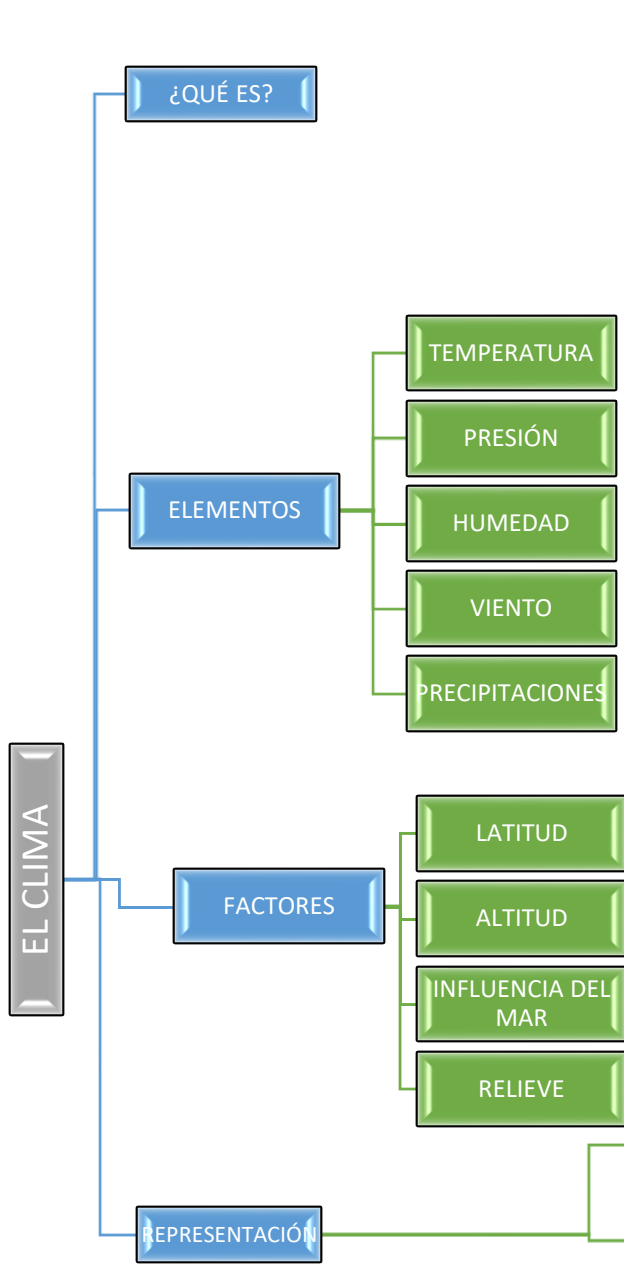 ¿QUÉ ES?
TEMPERATURA
PRESIÓN
ELEMENTOS
HUMEDAD
VIENTO
PRECIPITACIONES
EL CLIMA
LATITUD
FACTORES
ALTITUD
INFLUENCIA DEL
MAR
RELIEVE
REPRESENTACIÓN